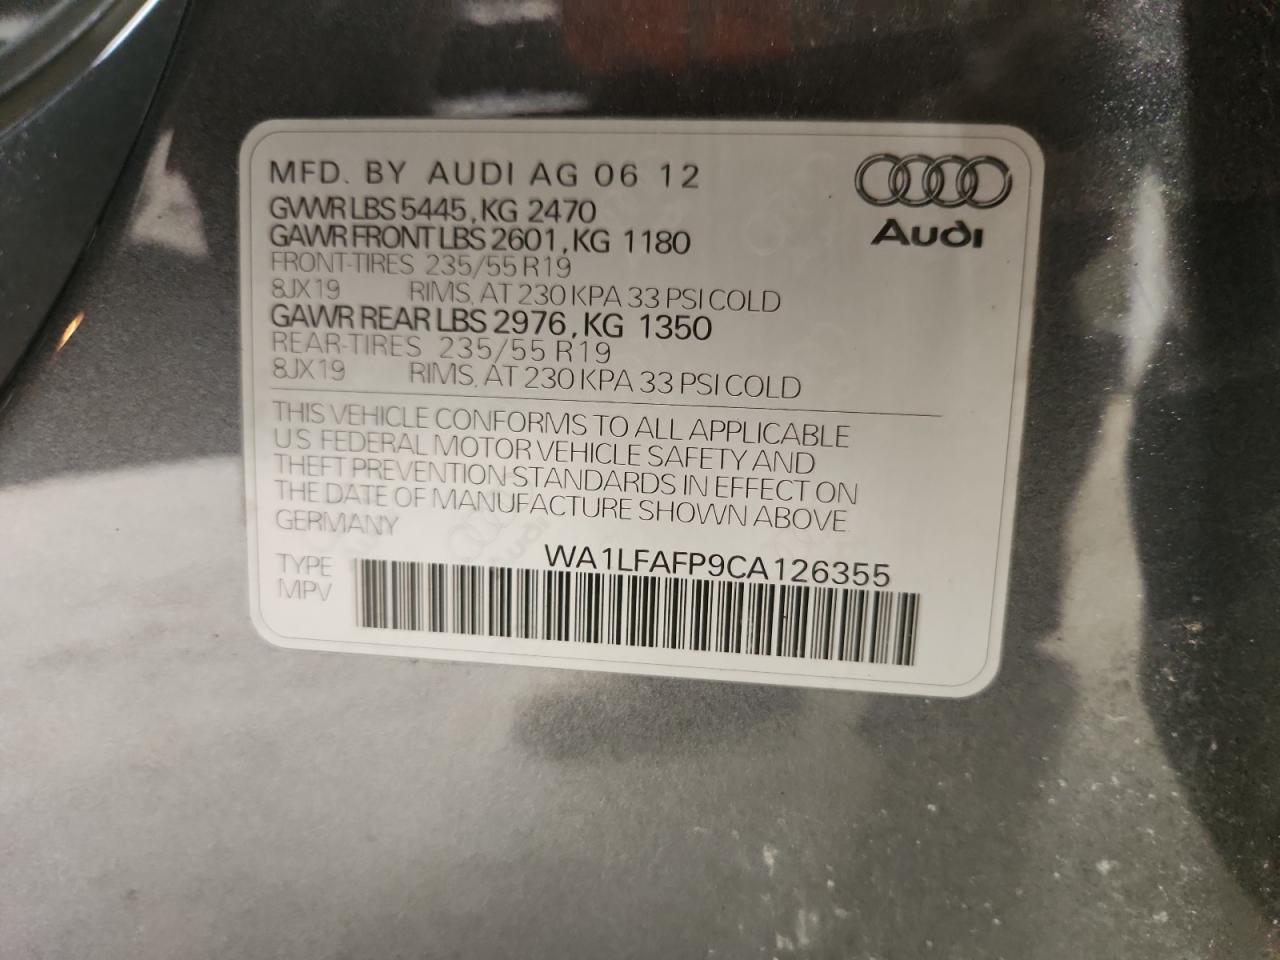 MFD. BY AUDI AG 06 12
GVWR LBS 5445, KG 2470
GAWR FRONT LBS 2601, KG 1180
FRONT-TIRES 235/55 R19
8JX19 RIMS, AT 230 KPA 33 PSI COLD
GAWR REAR LBS 2976, KG 1350
REAR-TIRES 235/55 R19
8JX19 RIMS, AT 230 KPA 33 PSI COLD
Audi
THIS VEHICLE CONFORMS TO ALL APPLICABLE
U.S. FEDERAL MOTOR VEHICLE SAFETY AND
THEFT PREVENTION-STANDARDS IN EFFECT ON
THE DATE OF MANUFACTURE SHOWN ABOVE.
GERMANY
WA1LFAFP9CA126355
TYPE
MPV